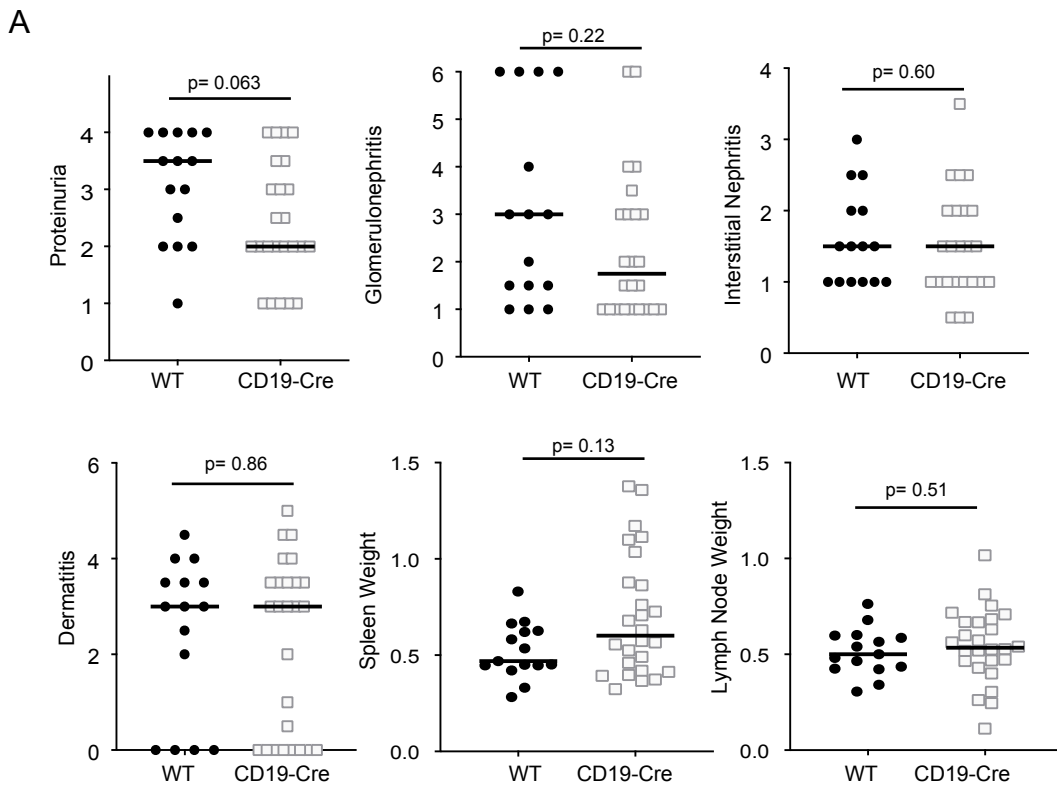 A
p= 0.063
Proteinuria
4
3
2
1
0
WT
CD19-Cre
p= 0.22
Glomerulonephritis
6
5
4
3
2
1
0
WT
CD19-Cre
p= 0.60
Interstitial Nephritis
4
3
2
1
0
WT
CD19-Cre
p= 0.86
Dermatitis
6
4
2
0
WT
CD19-Cre
p= 0.13
Spleen Weight
1.5
1.0
0.5
0.0
WT
CD19-Cre
p= 0.51
Lymph Node Weight
1.5
1.0
0.5
0.0
WT
CD19-Cre